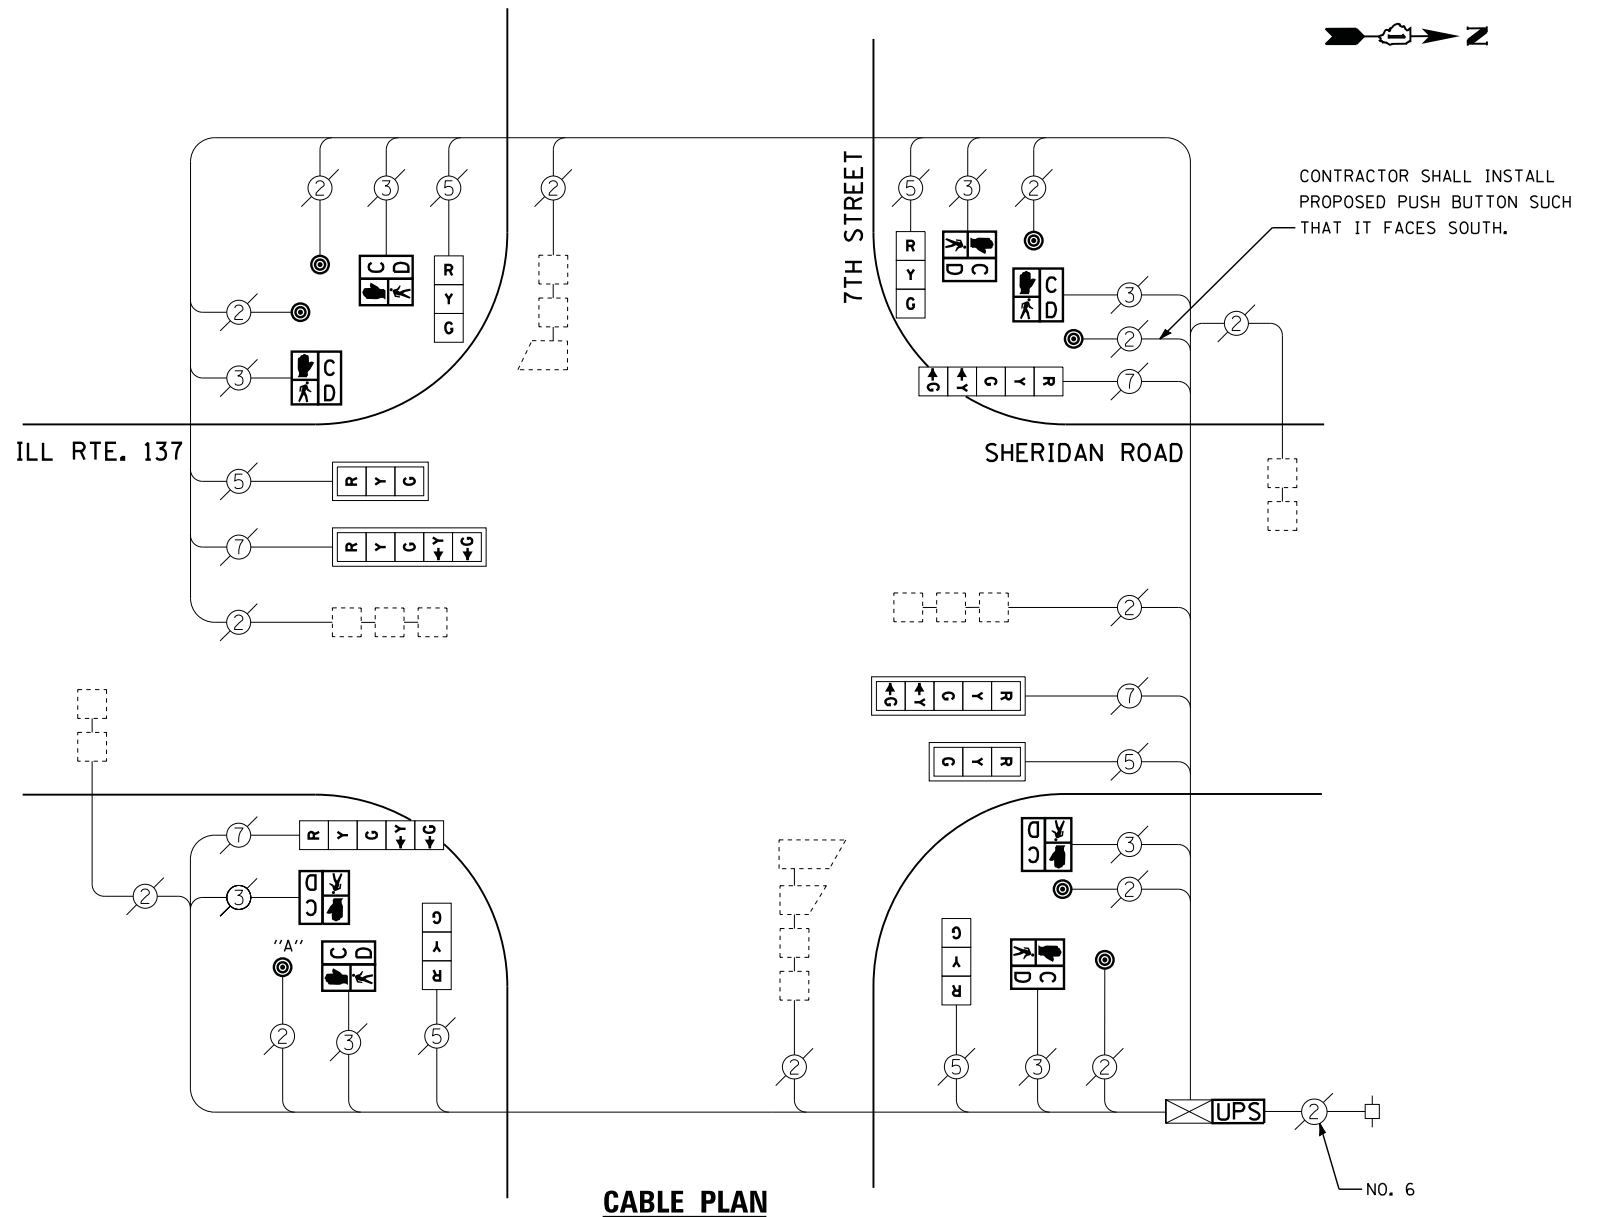 N
CONTRACTOR SHALL INSTALL
PROPOSED PUSH BUTTON SUCH
THAT IT FACES SOUTH.
2 3 5 2 5 3 2
7TH STREET
C D
R
Y
G
R
Y
G
C D
C
D
3
2
2
2
3
C
D
7
G Y G Y R
ILL RTE. 137
SHERIDAN ROAD
5
R Y G
7
R Y G Y G
2
2
G Y G Y R
7
G Y R
5
7
R Y G Y G
C
D
3
2
3
C
D
2
"A"
C D
G
Y
R
G
Y
R
C
D
2
3
5
2
5
3
2
UPS
2
NO. 6
CABLE PLAN